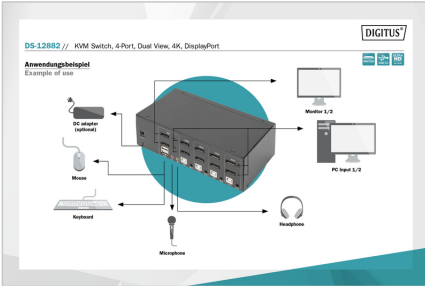 DIGITUS®
DS-12882 // KVM Switch, 4-Port, Dual View, 4K, DisplayPort
Anwendungsbeispiel
Example of use
Monitor 1/2
DC adapter
(optional)
PC Input 1/2
Mouse
Keyboard
Headphone
Microphone